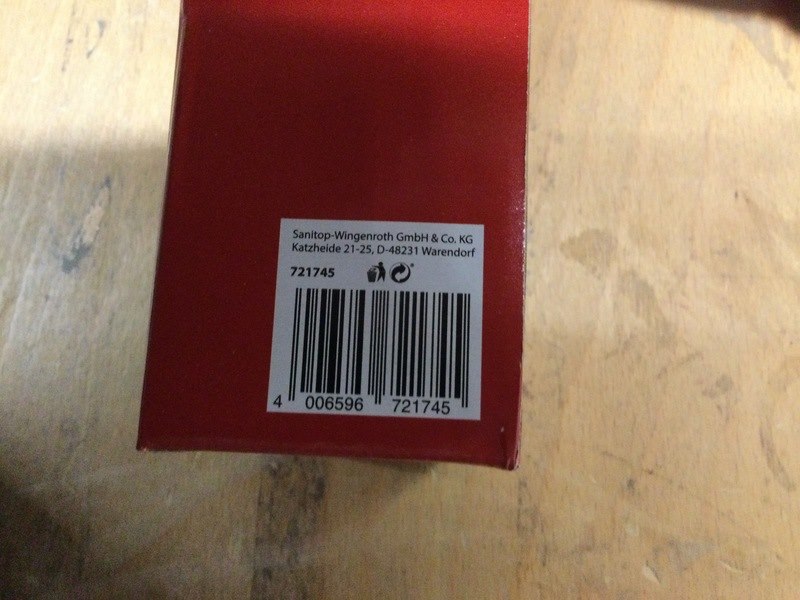 Sanitop-Wingenroth GmbH & Co. KG
Katzheide 21-25, D-48231 Warendorf
721745
4 006596 721745